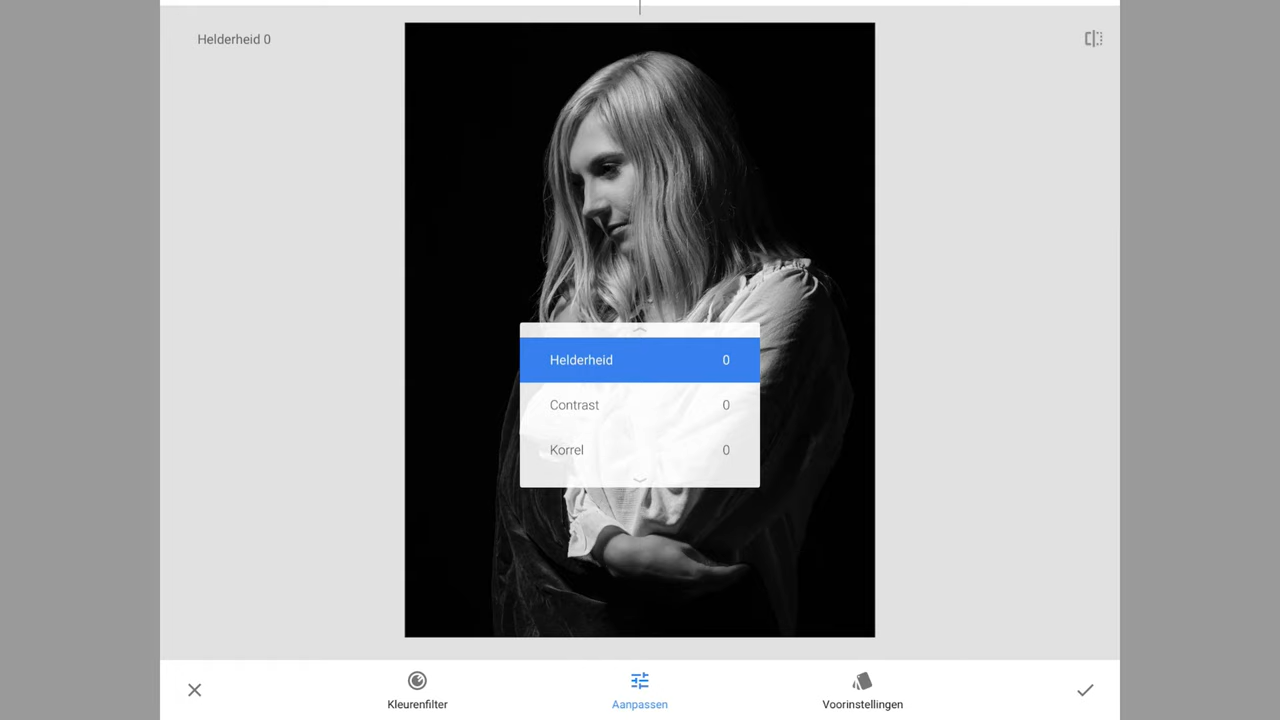 Helderheid 0
Helderheid 0
Contrast 0
Korrel 0
Kleurenfilter
Aanpassen
Voorinstellingen